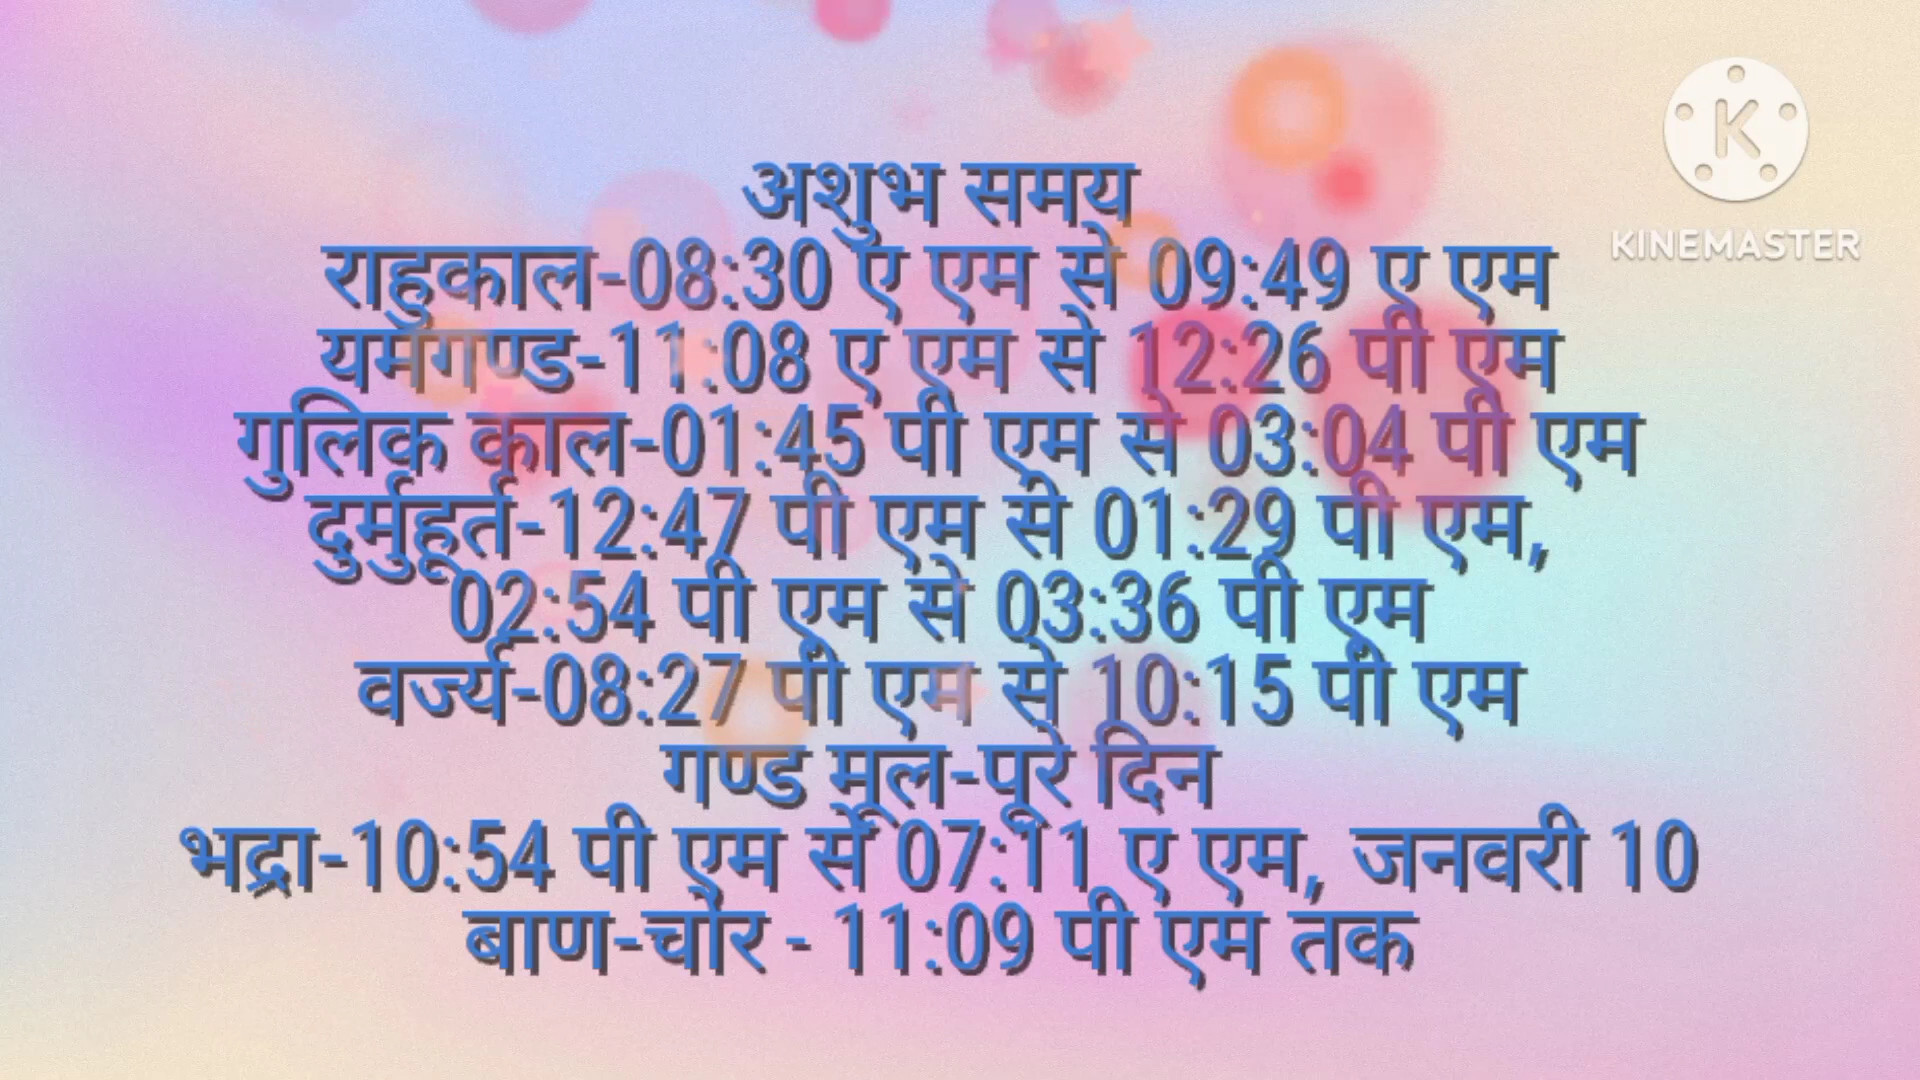 अशुभ समय
राहुकाल-08:30 ए एम से 09:49 ए एम
यमगण्ड-11:08 ए एम से 12:26 पी एम
गुलिक काल-01:45 पी एम से 03:04 पी एम
दुर्मुहूर्त-12:47 पी एम से 01:29 पी एम,
02:54 पी एम से 03:36 पी एम
वर्ज्य-08:27 पी एम से 10:15 पी एम
गण्ड मूल-पूरे दिन
भद्रा-10:54 पी एम से 07:11 ए एम, जनवरी 10
बाण-चोर - 11:09 पी एम तक
K
KINEMASTER